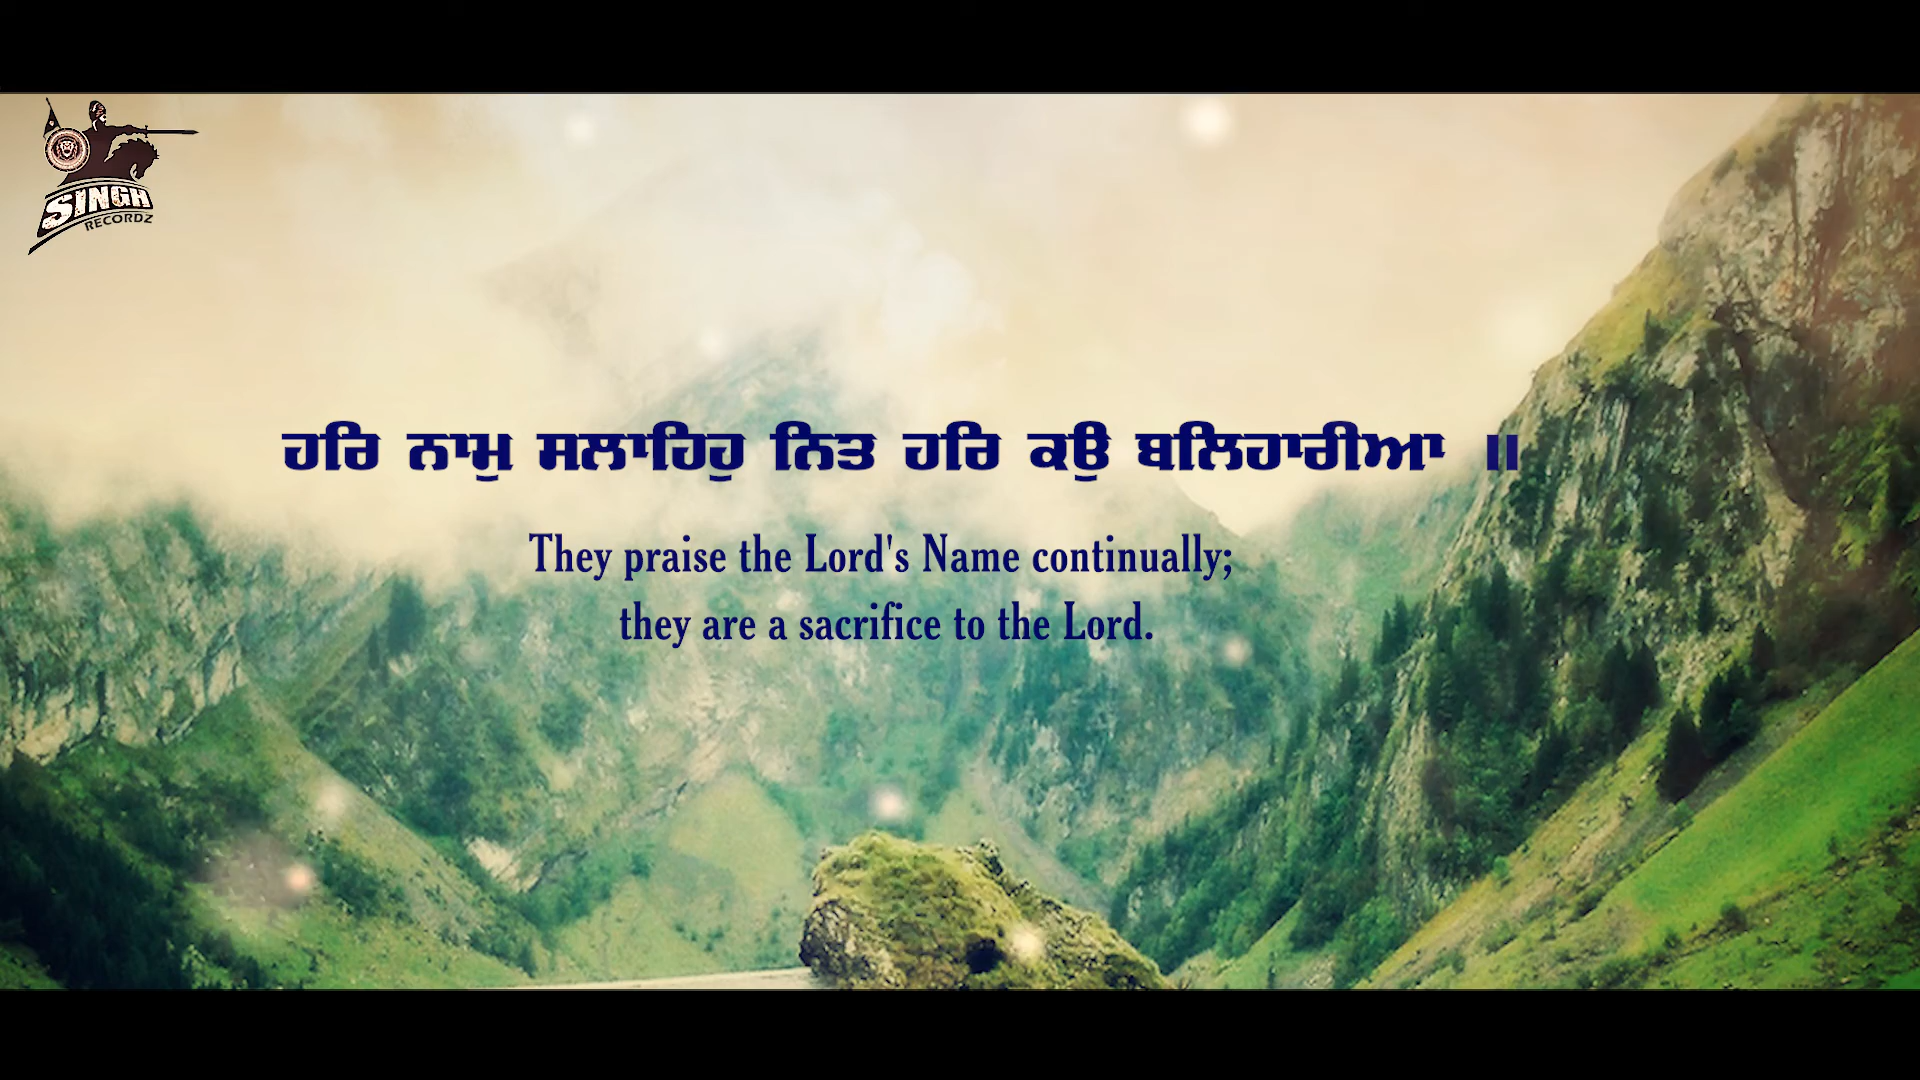 SINGH
RECORDZ
ਹਰਿ ਨਾਮੁ ਸਲਾਹਿਹੁ ਨਿਤ ਹਰਿ ਕਉ ਬਲਿਹਾਰੀਆ ॥
They praise the Lord's Name continually;
they are a sacrifice to the Lord.